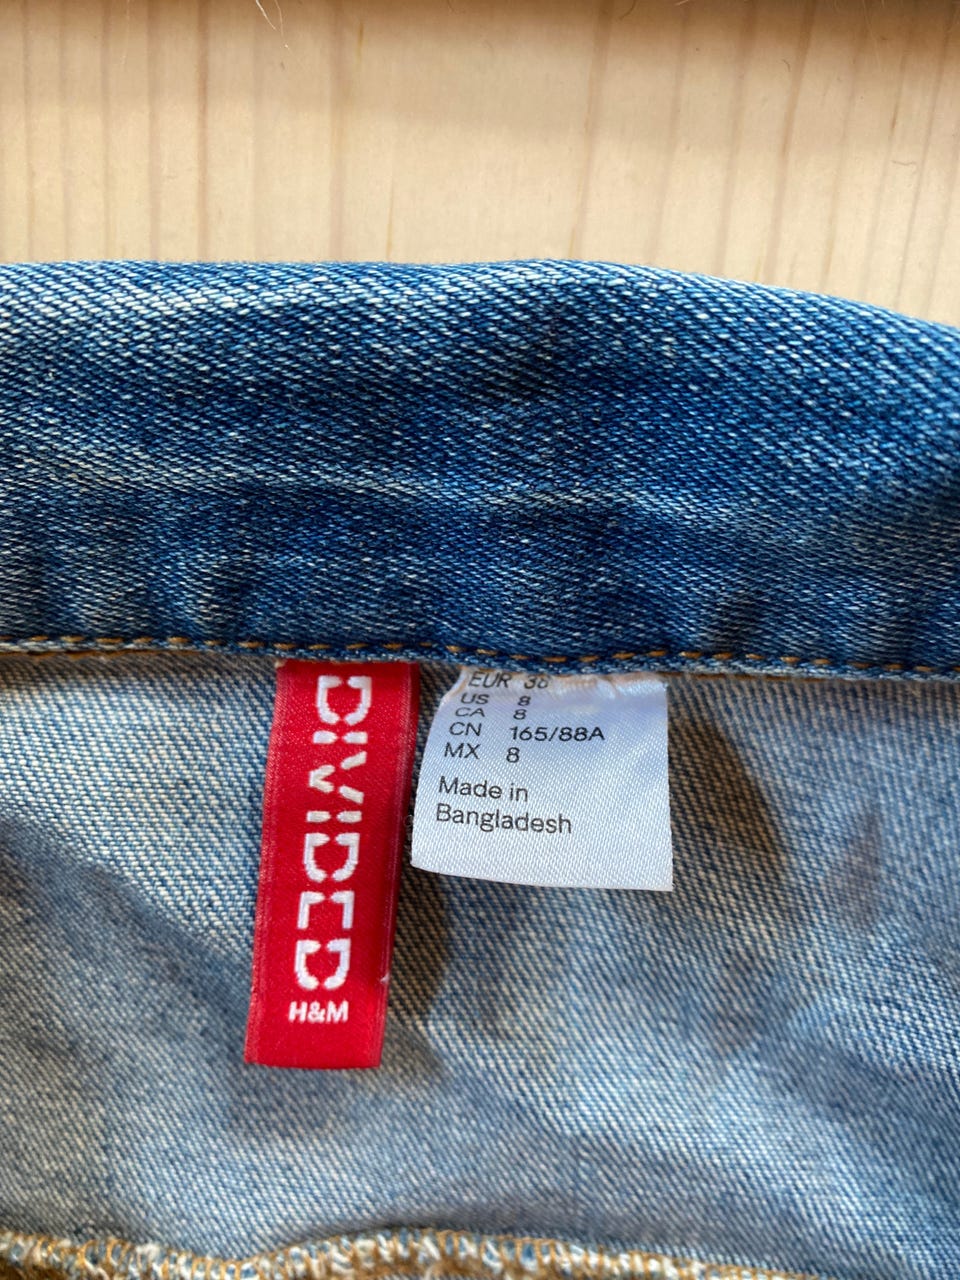 DIVIDED
H&M
EUR 38
US 8
CA 8
CN 165/88A
MX 8
Made in
Bangladesh